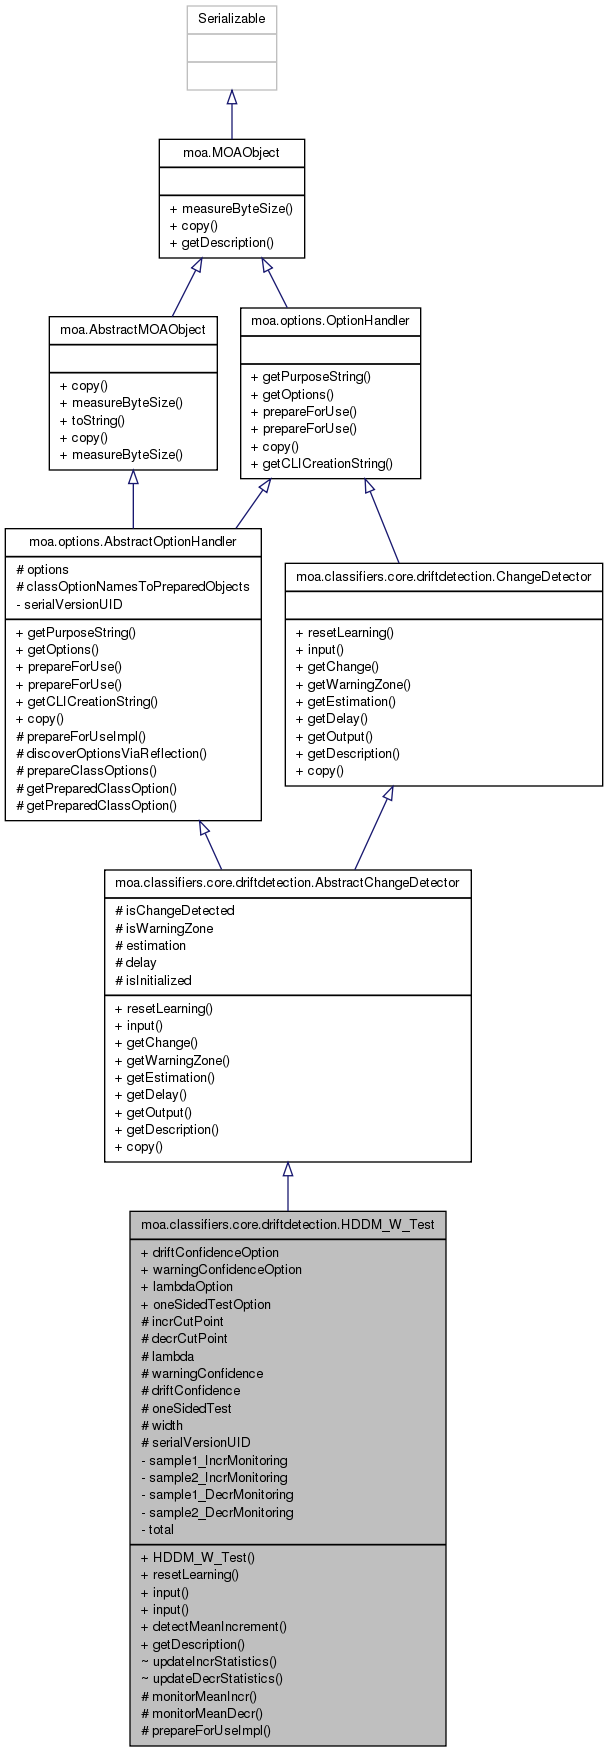 Serializable
moa.MOAObject
+ measureByteSize()
+ copy()
+ getDescription()
moa.AbstractMOAObject
+ copy()
+ measureByteSize()
+ toString()
+ copy()
+ measureByteSize()
moa.options.OptionHandler
+ getPurposeString()
+ getOptions()
+ prepareForUse()
+ prepareForUse()
+ copy()
+ getCLICreationString()
moa.options.AbstractOptionHandler
# options
# classOptionNamesToPreparedObjects
- serialVersionUID
+ getPurposeString()
+ getOptions()
+ prepareForUse()
+ prepareForUse()
+ getCLICreationString()
+ copy()
# prepareForUseImpl()
# discoverOptionsViaReflection()
# prepareClassOptions()
# getPreparedClassOption()
# getPreparedClassOption()
moa.classifiers.core.driftdetection.ChangeDetector
+ resetLearning()
+ input()
+ getChange()
+ getWarningZone()
+ getEstimation()
+ getDelay()
+ getOutput()
+ getDescription()
+ copy()
moa.classifiers.core.driftdetection.AbstractChangeDetector
# isChangeDetected
# isWarningZone
# estimation
# delay
# isInitialized
+ resetLearning()
+ input()
+ getChange()
+ getWarningZone()
+ getEstimation()
+ getDelay()
+ getOutput()
+ getDescription()
+ copy()
moa.classifiers.core.driftdetection.HDDM_W_Test
+ driftConfidenceOption
+ warningConfidenceOption
+ lambdaOption
+ oneSidedTestOption
# incrCutPoint
# decrCutPoint
# lambda
# warningConfidence
# driftConfidence
# oneSidedTest
# width
# serialVersionUID
- sample1_IncrMonitoring
- sample2_IncrMonitoring
- sample1_DecrMonitoring
- sample2_DecrMonitoring
- total
+ HDDM_W_Test()
+ resetLearning()
+ input()
+ input()
+ detectMeanIncrement()
+ getDescription()
~ updateIncrStatistics()
~ updateDecrStatistics()
# monitorMeanIncr()
# monitorMeanDecr()
# prepareForUseImpl()